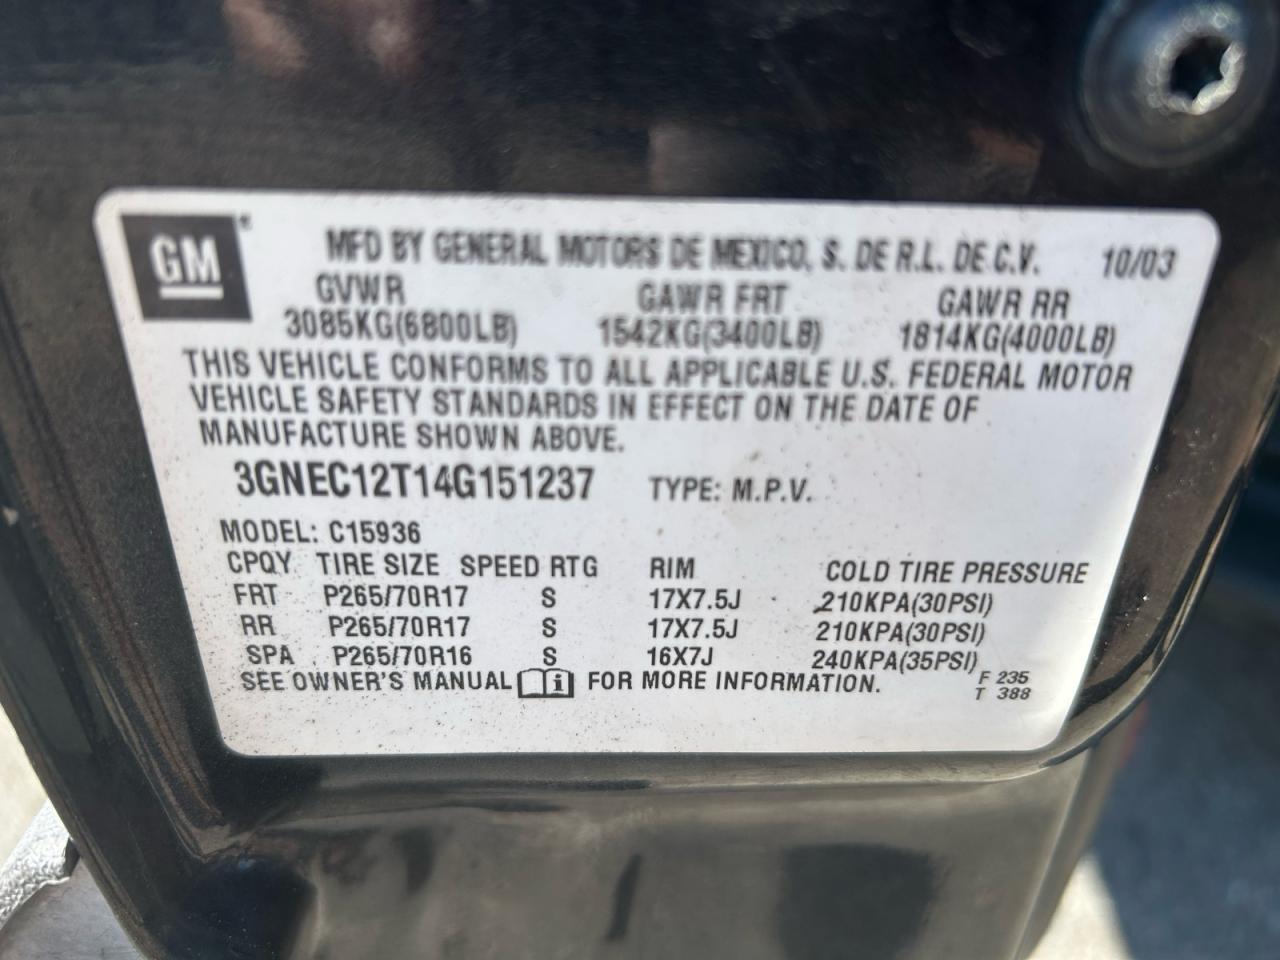 GM®
MFD BY GENERAL MOTORS DE MEXICO, S. DE R.L. DE C.V. 10/03
GVWR GAWR FRT GAWR RR
3085KG(6800LB) 1542KG(3400LB) 1814KG(4000LB)
THIS VEHICLE CONFORMS TO ALL APPLICABLE U.S. FEDERAL MOTOR
VEHICLE SAFETY STANDARDS IN EFFECT ON THE DATE OF
MANUFACTURE SHOWN ABOVE.
3GNEC12T14G151237 TYPE: M.P.V.
MODEL: C15936
CPQY TIRE SIZE SPEED RTG RIM COLD TIRE PRESSURE
FRT P265/70R17 S 17X7.5J 210KPA(30PSI)
RR P265/70R17 S 17X7.5J 210KPA(30PSI)
SPA P265/70R16 S 16X7J 240KPA(35PSI)
SEE OWNER'S MANUAL i FOR MORE INFORMATION. F 235
T 388